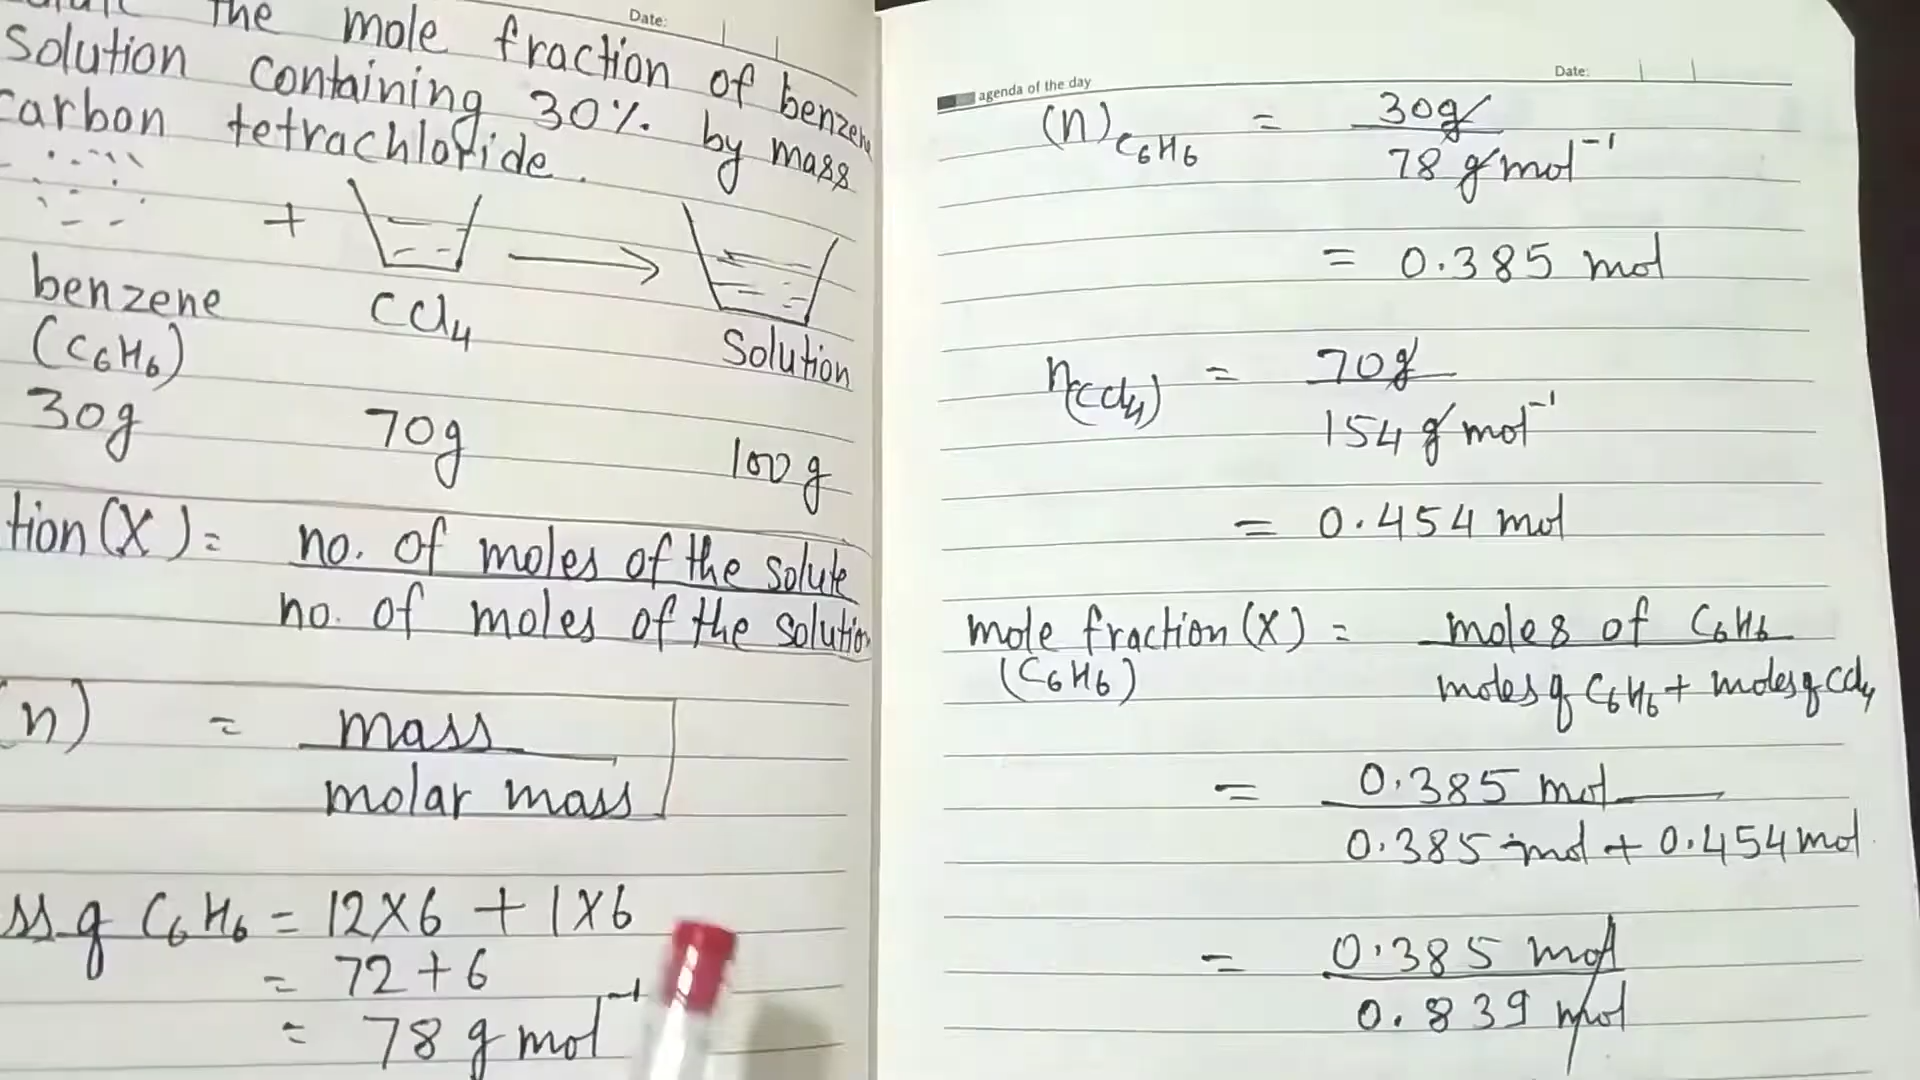 the mole fraction of benzene
Date:
solution containing 30% by mass
carbon tetrachloride.
+
benzene
(C6H6)
CCl4
Solution
30g
70g
100g
tion(X) = no. of moles of the solute
no. of moles of the solution
n) = mass
molar mass
ss of C6H6 = 12X6 + 1X6
= 72+6
= 78 g mol⁻¹
agenda of the day
Date:
(n)C6H6 = 30g
78 g mol⁻¹
= 0.385 mol
n(CCl4) = 70g
154 g mol⁻¹
= 0.454 mol
mole fraction (X) = moles of C6H6
(C6H6) moles of C6H6 + moles of CCl4
= 0.385 mol
0.385 mol + 0.454 mol
= 0.385 mol
0.839 mol